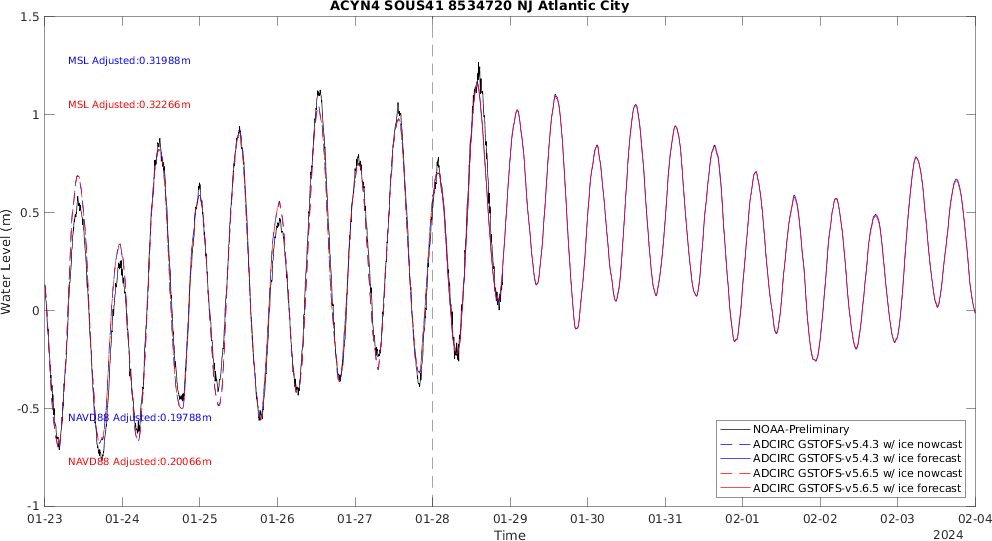 ACYN4 SOUS41 8534720 NJ Atlantic City
1.5
1
0.5
0
-0.5
-1
Water Level (m)
MSL Adjusted:0.31988m
MSL Adjusted:0.32266m
NAVD88 Adjusted:0.19788m
NAVD88 Adjusted:0.20066m
NOAA-Preliminary
ADCIRC GSTOFS-v5.4.3 w/ ice nowcast
ADCIRC GSTOFS-v5.4.3 w/ ice forecast
ADCIRC GSTOFS-v5.6.5 w/ ice nowcast
ADCIRC GSTOFS-v5.6.5 w/ ice forecast
01-23 01-24 01-25 01-26 01-27 01-28 01-29 01-30 01-31 02-01 02-02 02-03 02-04
Time
2024